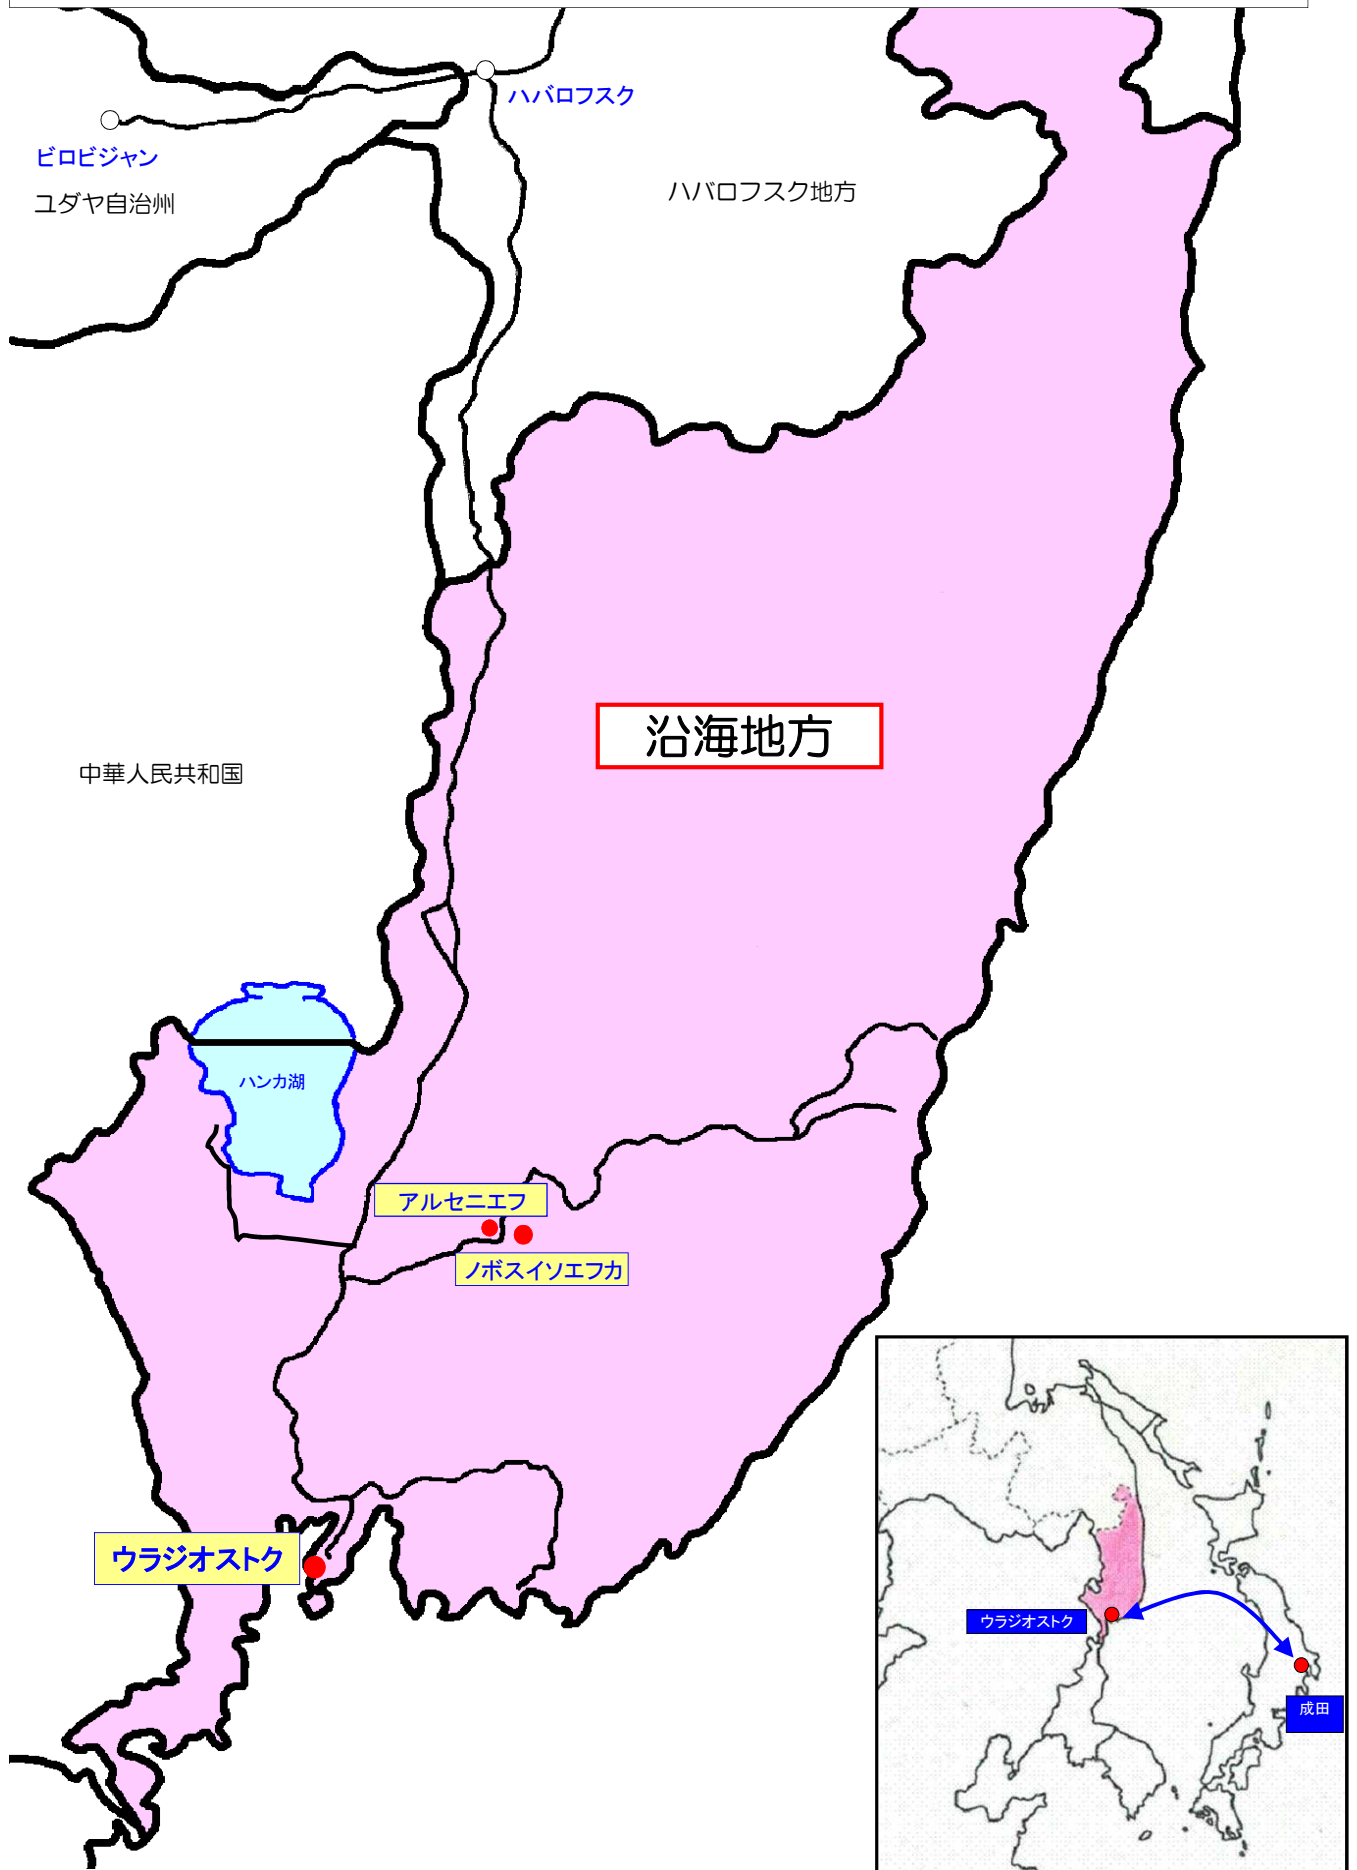 ハバロフスク
ビロビジャン
ユダヤ自治州
ハバロフスク地方
沿海地方
中華人民共和国
ハンカ湖
アルセニエフ
ノボスイソエフカ
ウラジオストク
ウラジオストク
成田